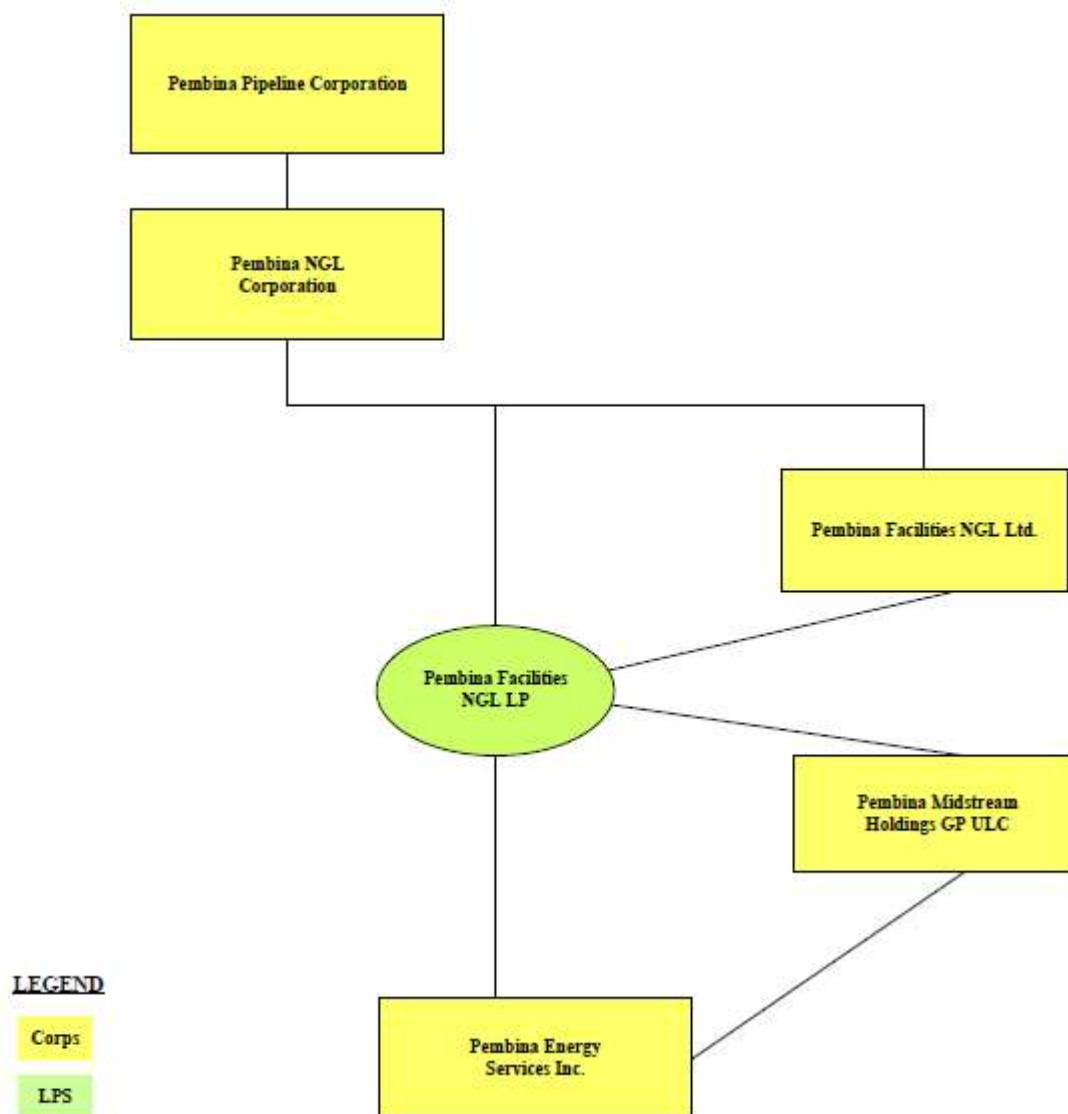 Pembina Pipeline Corporation
Pembina NGL
Corporation
Pembina Facilities NGL Ltd.
Pembina Facilities
NGL LP
Pembina Midstream
Holdings GP ULC
Pembina Energy
Services Inc.
LEGEND
Corps
LPS